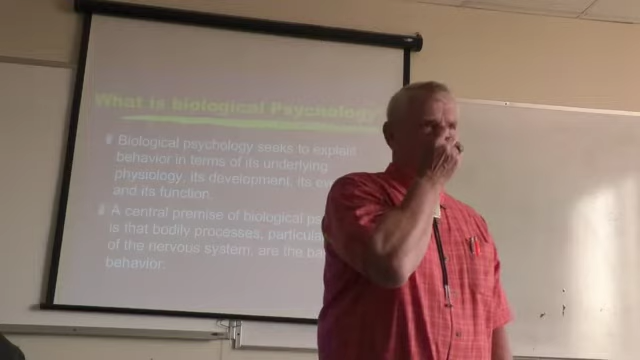 What is biological Psychology
Biological psychology seeks to explain
behavior in terms of its underlying
physiology, its development, its
and its function.
A central premise of biological
is that bodily processes,
of the nervous system, are the
behavior.